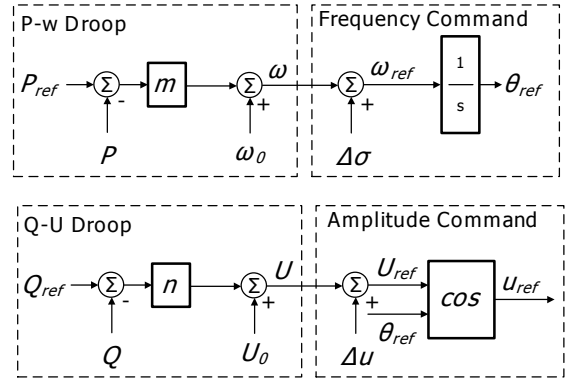 P-w Droop
Frequency Command
P_ref Σ - m Σ + ω Σ + ω_ref 1/s θ_ref
P ω_0 Δσ
Q-U Droop
Amplitude Command
Q_ref Σ - n Σ + U Σ + U_ref cos u_ref
θ_ref
Q U_0 Δu